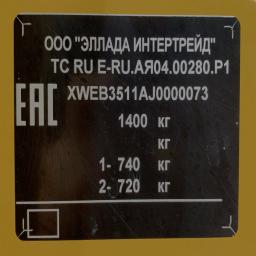 ООО "ЭЛЛАДА ИНТЕРТРЕЙД"
ТС RU Е-RU.АЯ04.00280.Р1
EAC
XWEB3511AJ0000073
1400 кг
кг
1- 740 кг
2- 720 кг